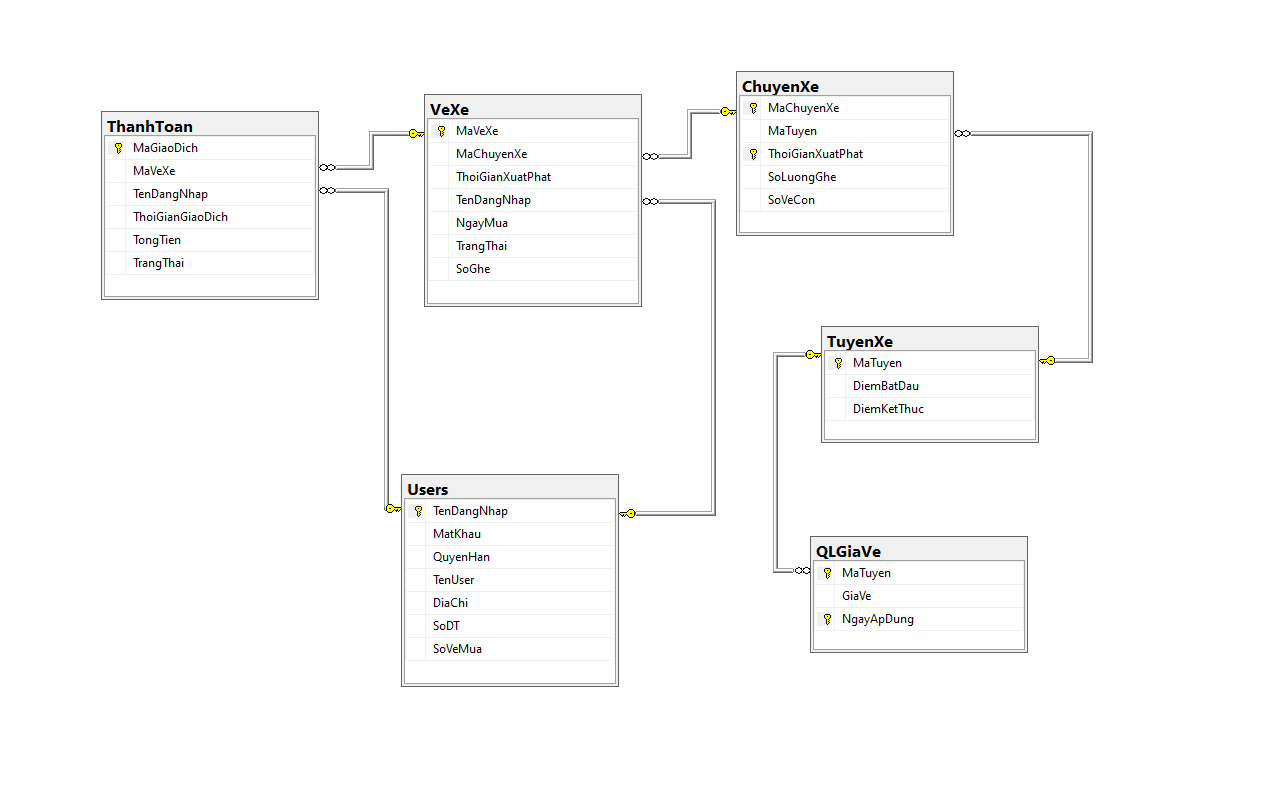 ThanhToan
MaGiaoDich
MaVeXe
TenDangNhap
ThoiGianGiaoDich
TongTien
TrangThai
VeXe
MaVeXe
MaChuyenXe
ThoiGianXuatPhat
TenDangNhap
NgayMua
TrangThai
SoGhe
ChuyenXe
MaChuyenXe
MaTuyen
ThoiGianXuatPhat
SoLuongGhe
SoVeCon
TuyenXe
MaTuyen
DiemBatDau
DiemKetThuc
Users
TenDangNhap
MatKhau
QuyenHan
TenUser
DiaChi
SoDT
SoVeMua
QLGiaVe
MaTuyen
GiaVe
NgayApDung